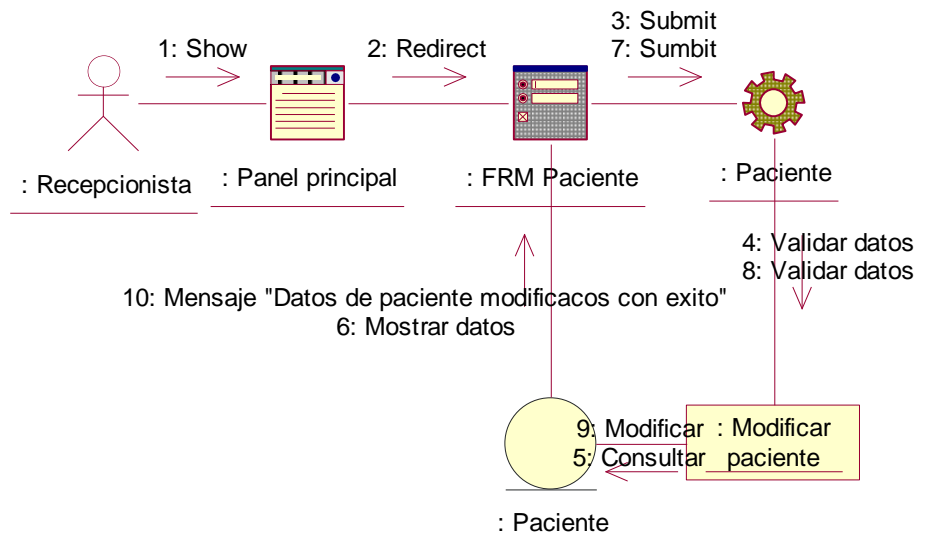 1: Show
2: Redirect
3: Submit
7: Sumbit
: Recepcionista
: Panel principal
: FRM Paciente
: Paciente
4: Validar datos
8: Validar datos
10: Mensaje "Datos de paciente modificacos con exito"
6: Mostrar datos
9: Modificar
5: Consultar
: Modificar
paciente
: Paciente